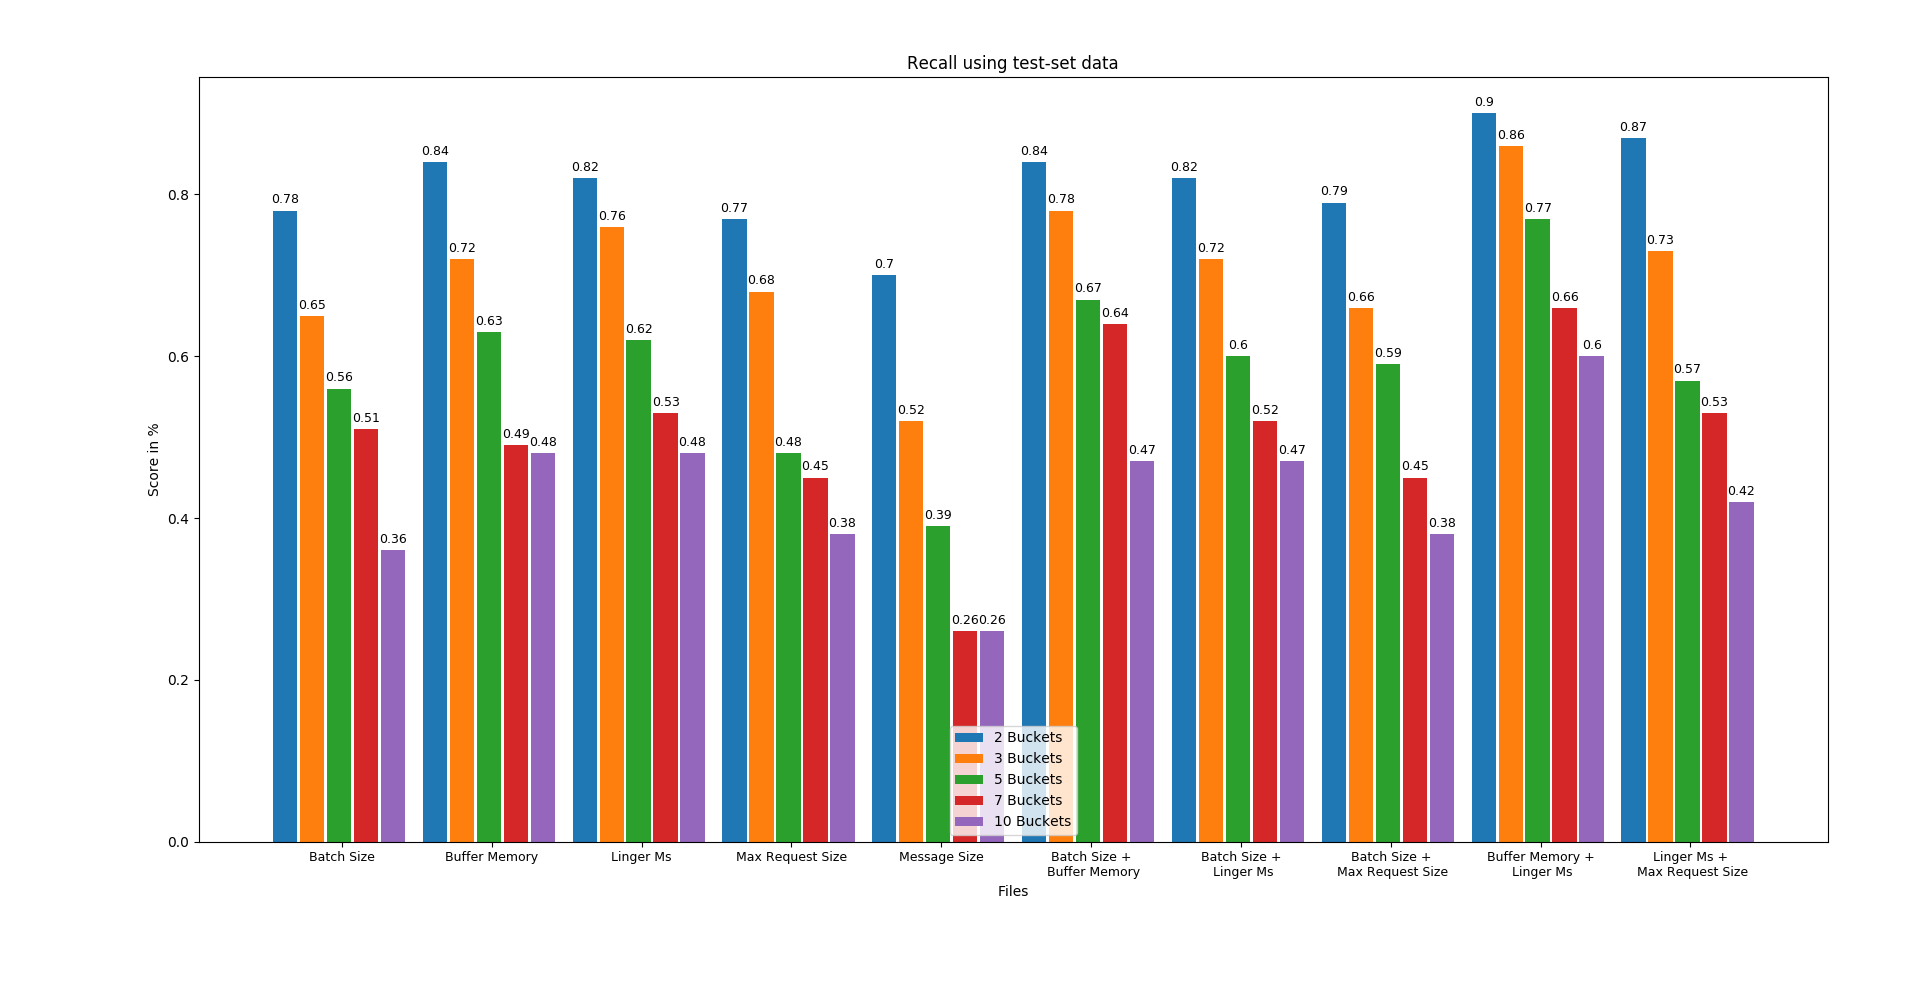 Recall using test-set data
Score in %
0.8
0.6
0.4
0.2
0.0
0.78
0.65
0.56
0.51
0.36
0.84
0.72
0.63
0.49
0.48
0.82
0.76
0.62
0.53
0.48
0.77
0.68
0.48
0.45
0.38
0.7
0.52
0.39
0.26
0.26
0.84
0.78
0.67
0.64
0.47
0.82
0.72
0.6
0.52
0.47
0.79
0.66
0.59
0.45
0.38
0.9
0.86
0.77
0.66
0.6
0.87
0.73
0.57
0.53
0.42
2 Buckets
3 Buckets
5 Buckets
7 Buckets
10 Buckets
Batch Size
Buffer Memory
Linger Ms
Max Request Size
Message Size
Batch Size +
Buffer Memory
Batch Size +
Linger Ms
Batch Size +
Max Request Size
Buffer Memory +
Linger Ms
Linger Ms +
Max Request Size
Files